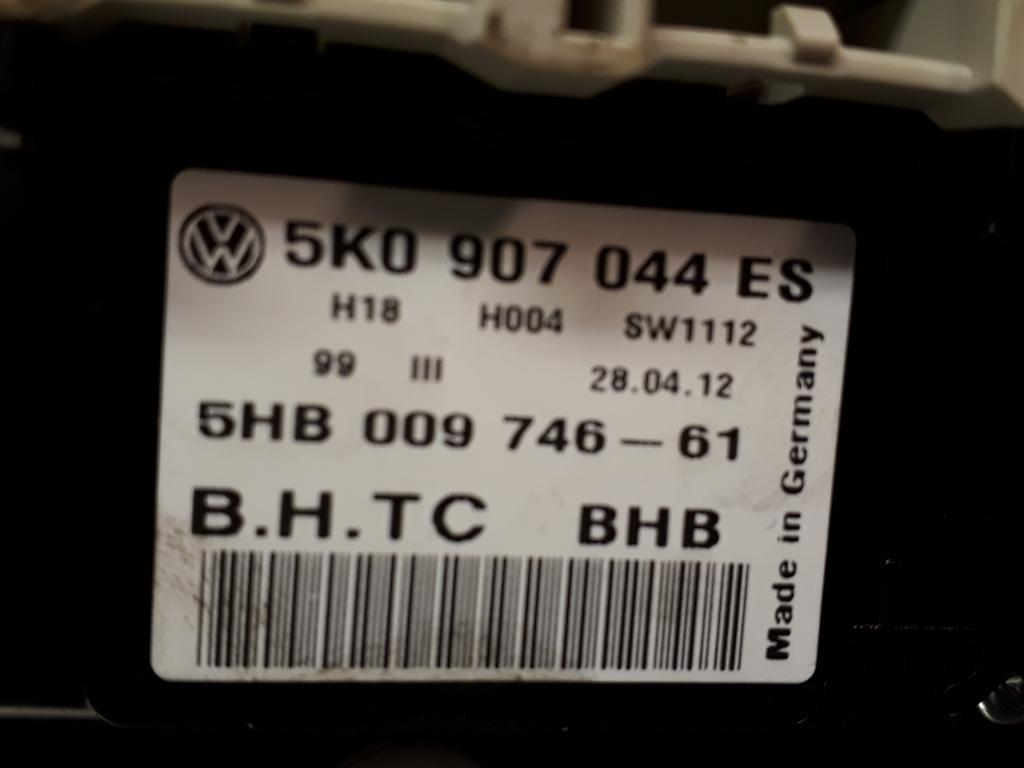 5K0 907 044 ES
H18 H004 SW1112
99 III 28.04.12
5HB 009 746-61
B.H.TC BHB
Made in Germany